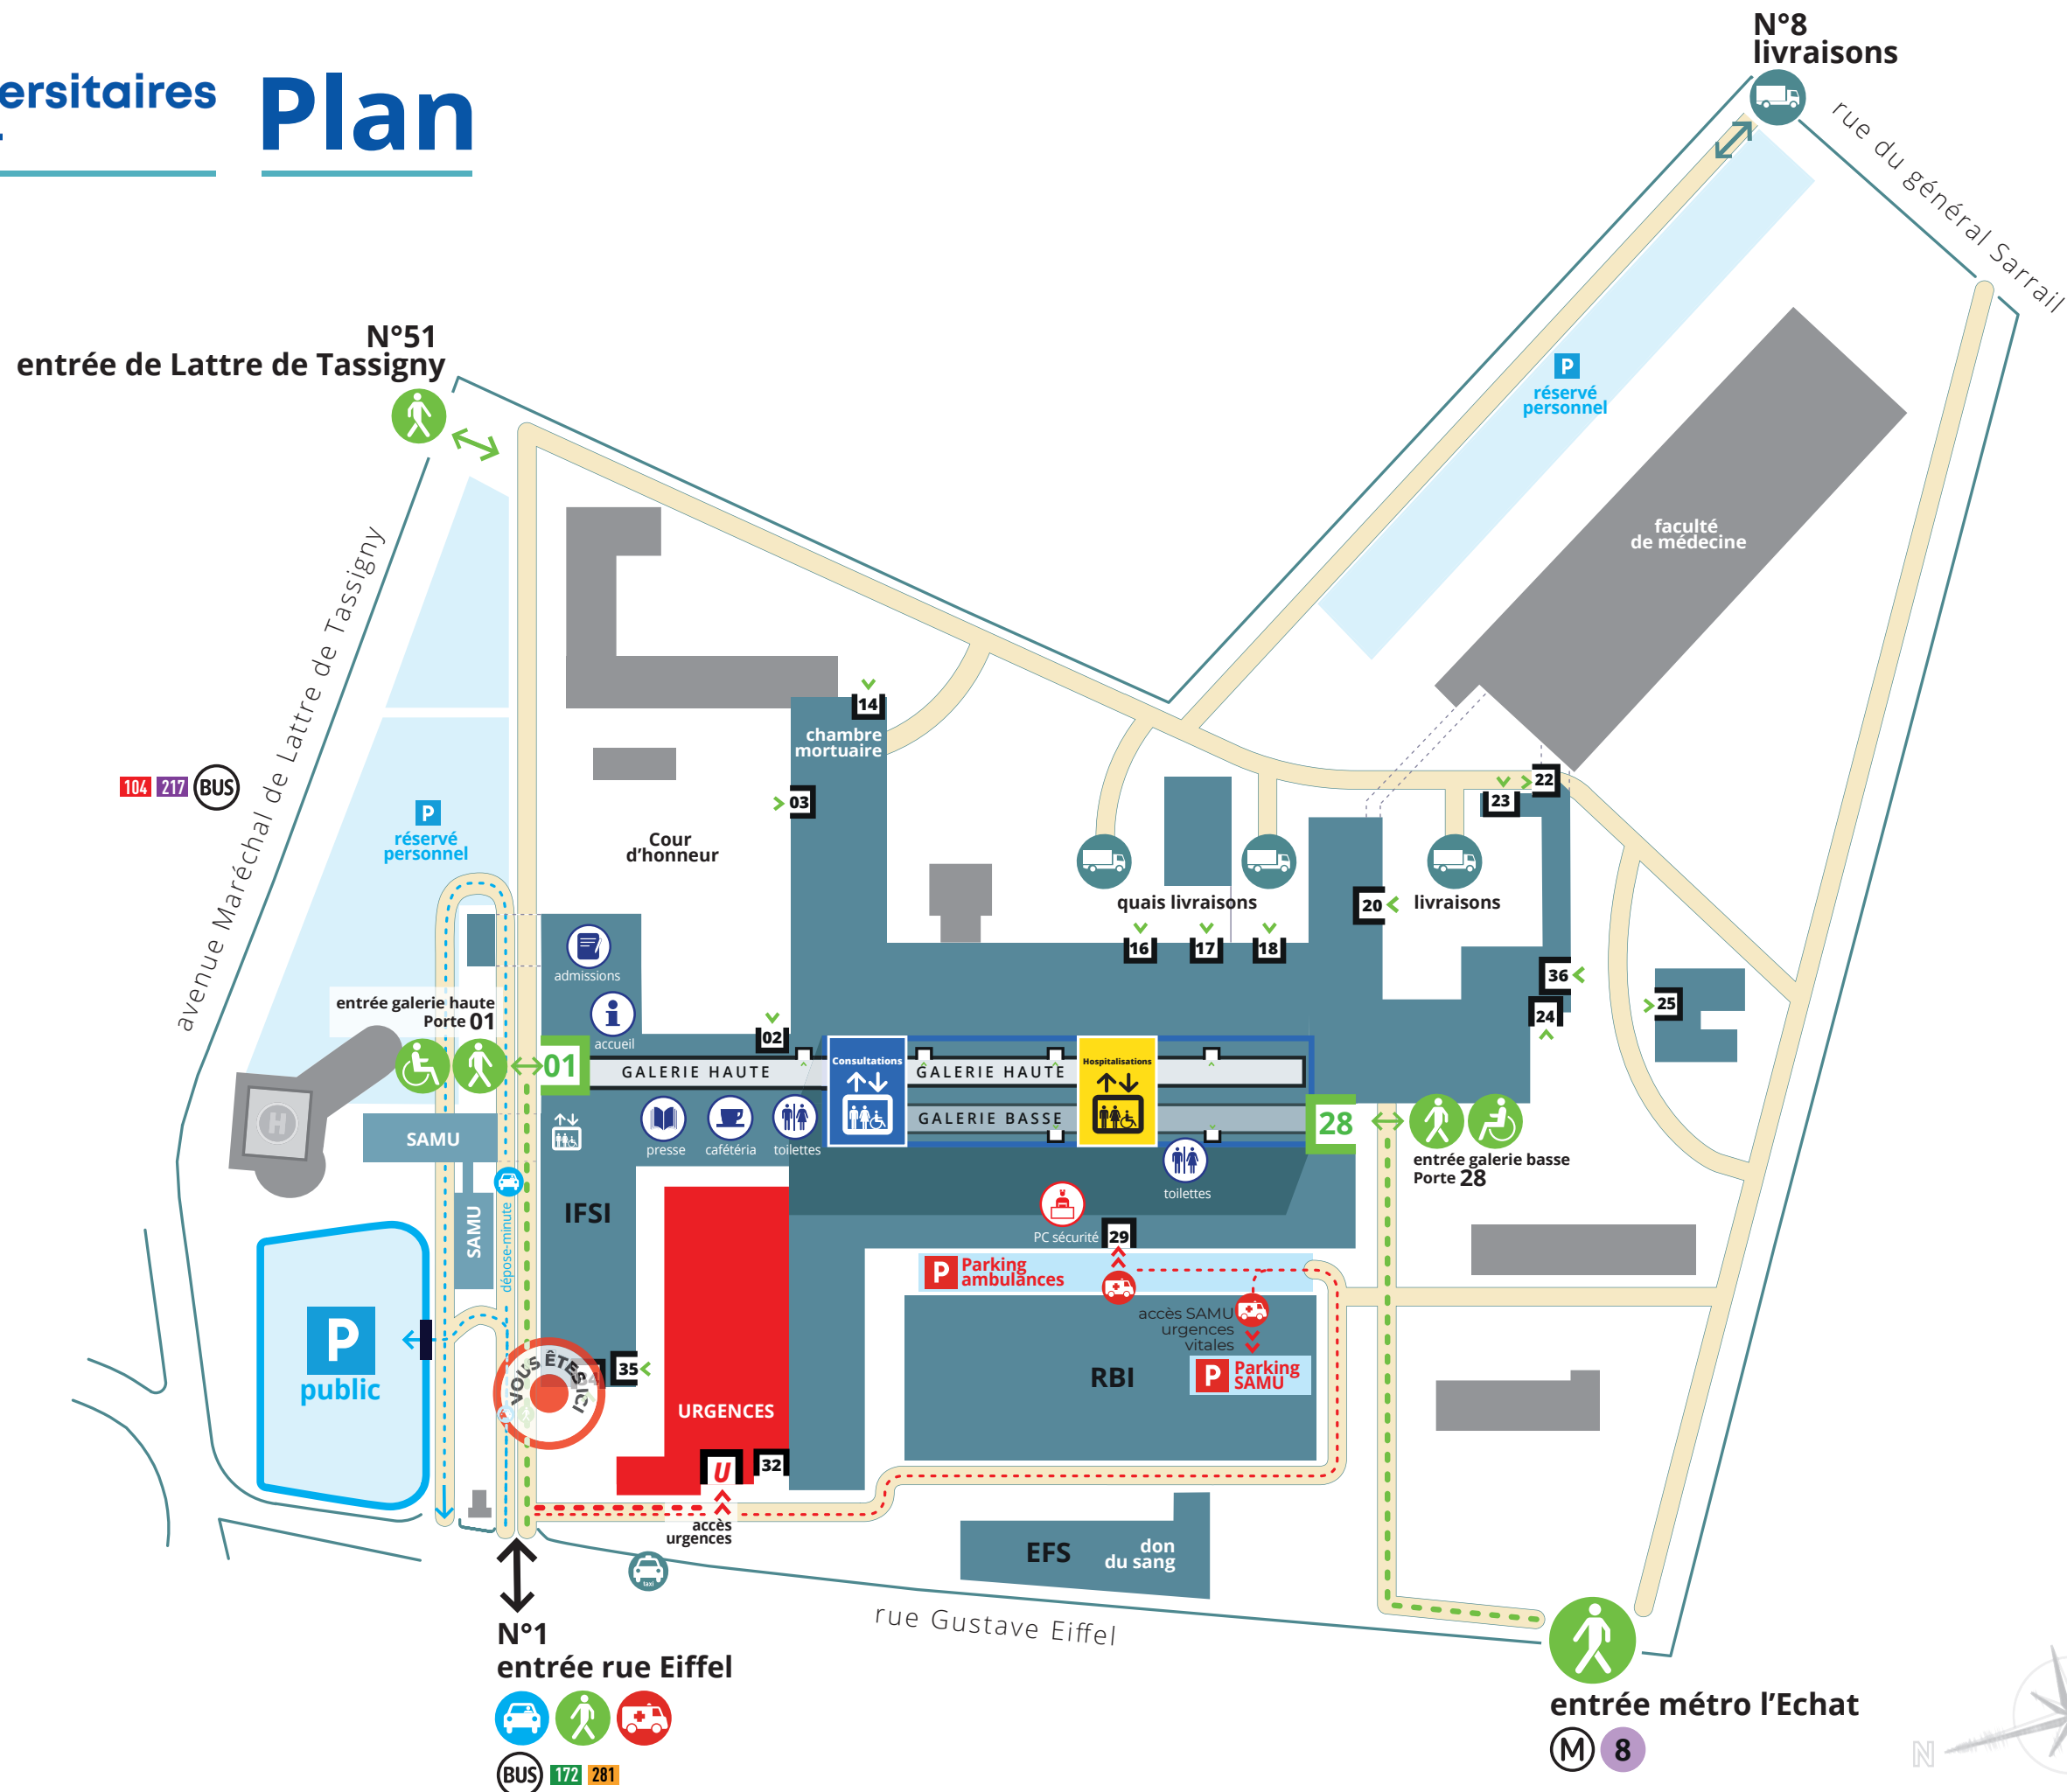 ersitaires
Plan
N°8
livraisons
rue du général Sarrail
N°51
entrée de Lattre de Tassigny
P
réservé
personnel
faculté
de médecine
avenue Maréchal de Lattre de Tassigny
14
chambre
mortuaire
104 217 BUS
P
réservé
personnel
03
Cour
d'honneur
22
23
quais livraisons
20
livraisons
16
17
18
admissions
accueil
36
25
24
entrée galerie haute
Porte 01
01
02
GALERIE HAUTE
Consultations
GALERIE HAUTE
Hospitalisations
GALERIE BASSE
28
H
SAMU
presse
cafétéria
toilettes
toilettes
entrée galerie basse
Porte 28
SAMU
dépose-minute
IFSI
PC sécurité
29
P
Parking
ambulances
accès SAMU
urgences
vitales
P
Parking
SAMU
P
public
VOUS ÊTES ICI
34
35
RBI
URGENCES
U
32
accès
urgences
taxi
EFS
don
du sang
rue Gustave Eiffel
N°1
entrée rue Eiffel
BUS 172 281
entrée métro l'Echat
M 8
N